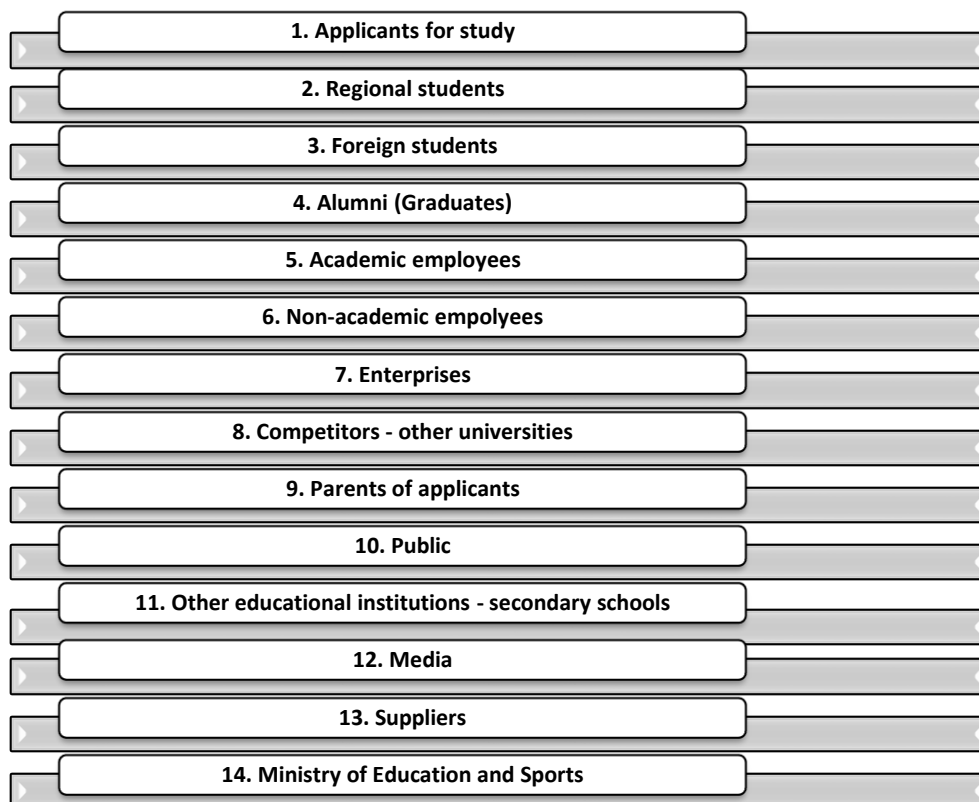 1. Applicants for study
2. Regional students
3. Foreign students
4. Alumni (Graduates)
5. Academic employees
6. Non-academic empolyees
7. Enterprises
8. Competitors - other universities
9. Parents of applicants
10. Public
11. Other educational institutions - secondary schools
12. Media
13. Suppliers
14. Ministry of Education and Sports